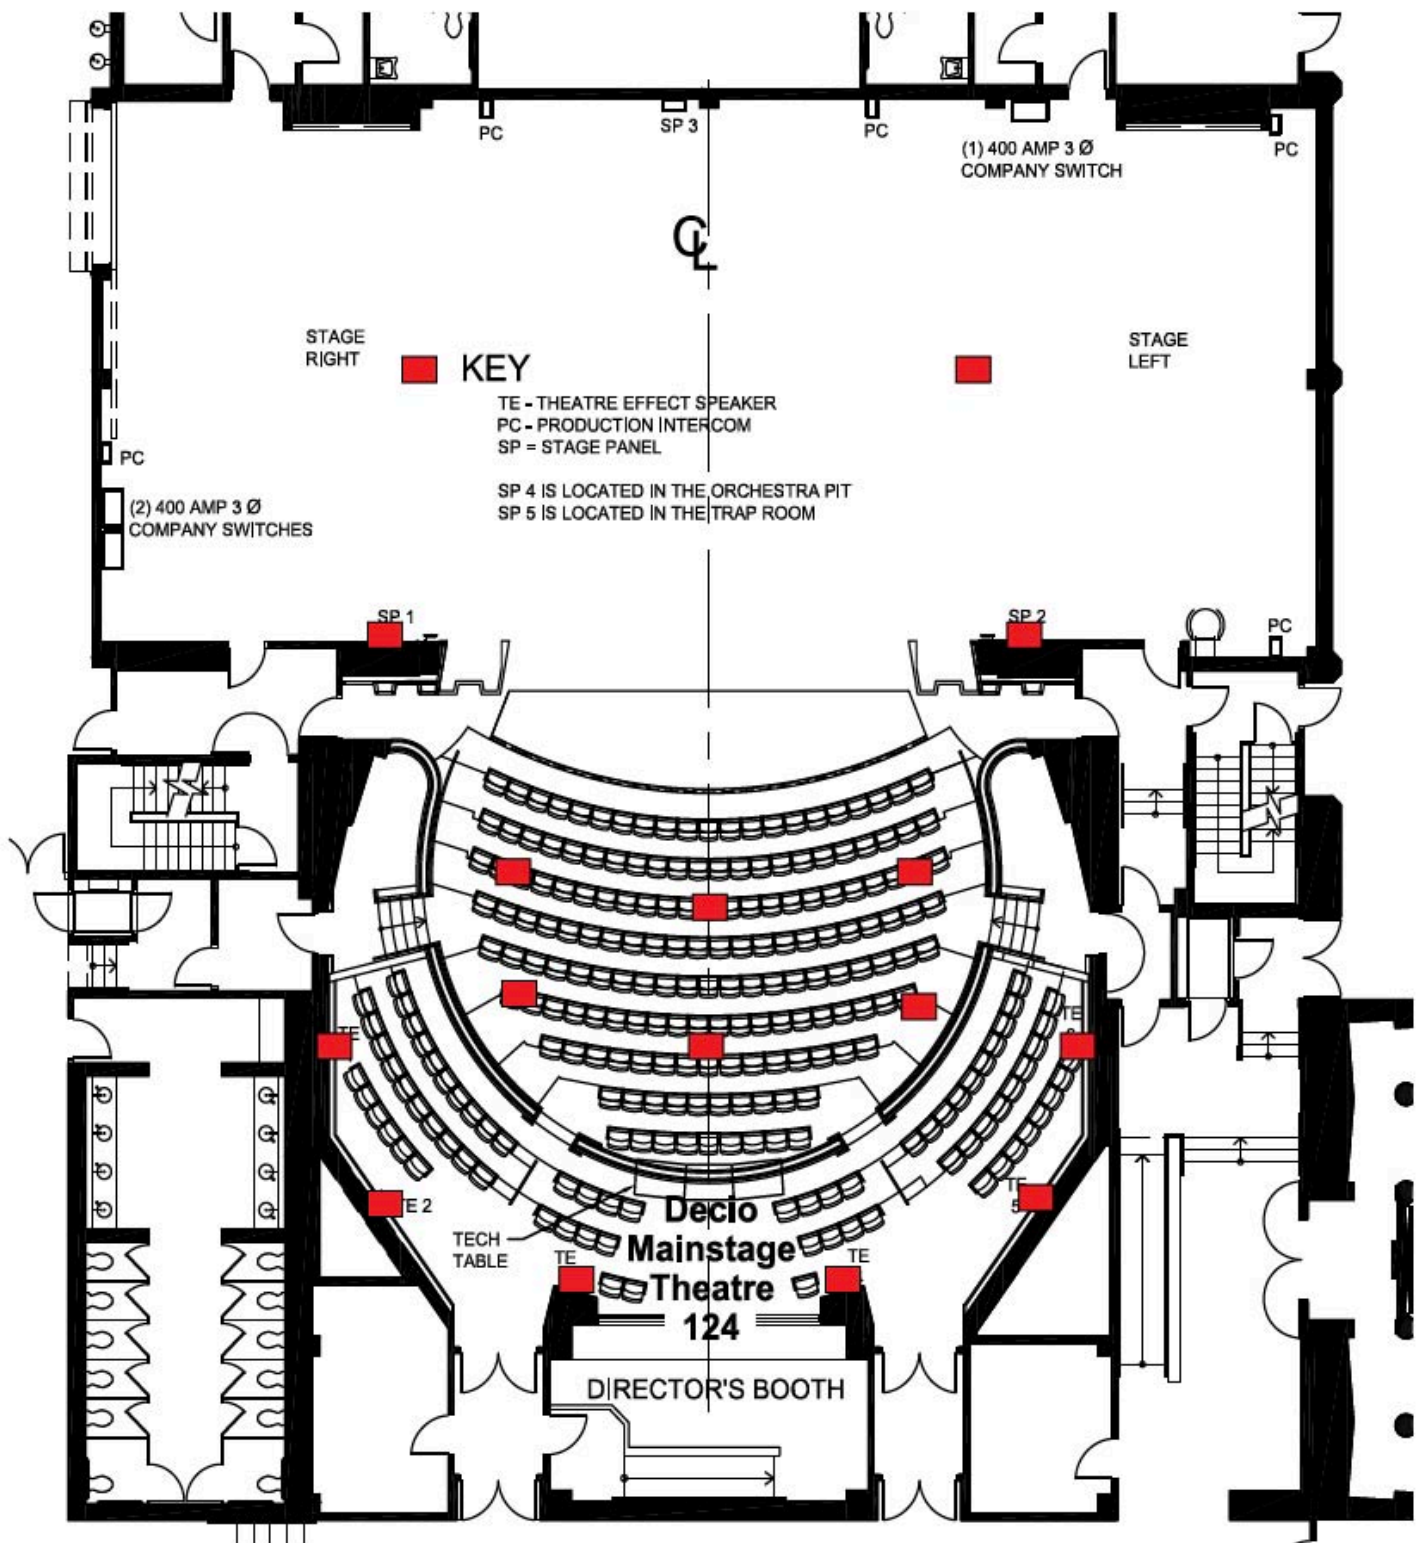 PC
SP 3
PC
(1) 400 AMP 3 Ø
COMPANY SWITCH
PC
CL
STAGE
RIGHT
KEY
STAGE
LEFT
TE - THEATRE EFFECT SPEAKER
PC - PRODUCTION INTERCOM
SP = STAGE PANEL
PC
SP 4 IS LOCATED IN THE ORCHESTRA PIT
SP 5 IS LOCATED IN THE TRAP ROOM
(2) 400 AMP 3 Ø
COMPANY SWITCHES
SP 1
SP 2
PC
TE
TE
TE 2
TE
5
TECH
TABLE
TE
TE
Decio
Mainstage
Theatre
124
DIRECTOR'S BOOTH